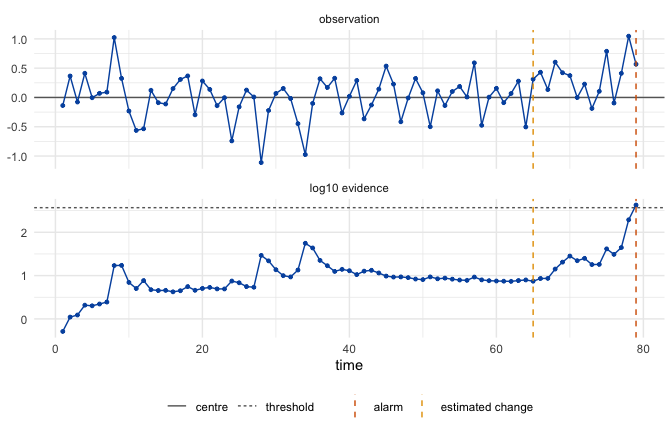 observation
1.0
0.5
0.0
-0.5
-1.0
log10 evidence
2
1
0
0 20 40 60 80
time
centre threshold alarm estimated change